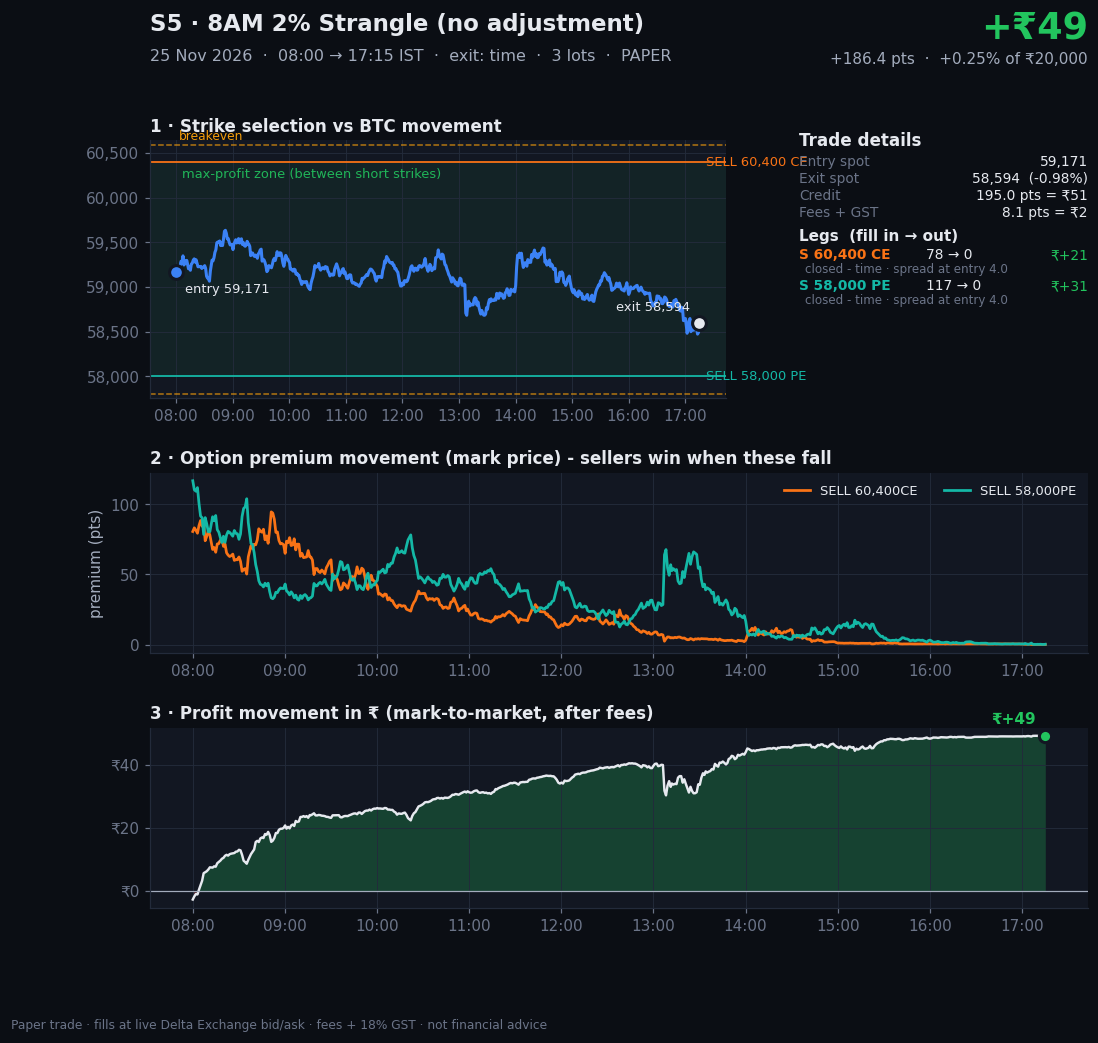 S5 · 8AM 2% Strangle (no adjustment)
+₹49
25 Nov 2026 · 08:00 → 17:15 IST · exit: time · 3 lots · PAPER
+186.4 pts · +0.25% of ₹20,000
1 · Strike selection vs BTC movement
breakeven
60,500
60,000
59,500
59,000
58,500
58,000
SELL 60,400 CE
max-profit zone (between short strikes)
entry 59,171
exit 58,594
SELL 58,000 PE
08:00 09:00 10:00 11:00 12:00 13:00 14:00 15:00 16:00 17:00
Trade details
Entry spot 59,171
Exit spot 58,594 (-0.98%)
Credit 195.0 pts = ₹51
Fees + GST 8.1 pts = ₹2
Legs (fill in → out)
S 60,400 CE 78 → 0 ₹+21
closed - time · spread at entry 4.0
S 58,000 PE 117 → 0 ₹+31
closed - time · spread at entry 4.0
2 · Option premium movement (mark price) - sellers win when these fall
SELL 60,400CE SELL 58,000PE
premium (pts)
100
50
0
08:00 09:00 10:00 11:00 12:00 13:00 14:00 15:00 16:00 17:00
3 · Profit movement in ₹ (mark-to-market, after fees)
₹+49
₹40
₹20
₹0
08:00 09:00 10:00 11:00 12:00 13:00 14:00 15:00 16:00 17:00
Paper trade · fills at live Delta Exchange bid/ask · fees + 18% GST · not financial advice